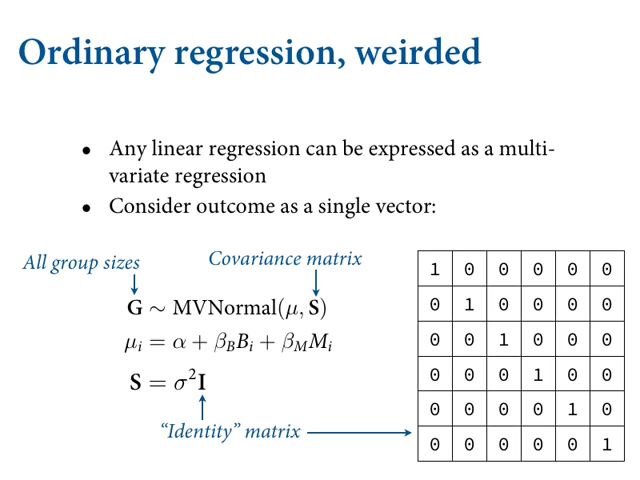 Ordinary regression, weirded
• Any linear regression can be expressed as a multi-
variate regression
• Consider outcome as a single vector:
All group sizes
Covariance matrix
G ∼ MVNormal(μ, S)
μᵢ = α + β_B Bᵢ + β_M Mᵢ
S = σ²I
“Identity” matrix
1 0 0 0 0 0
0 1 0 0 0 0
0 0 1 0 0 0
0 0 0 1 0 0
0 0 0 0 1 0
0 0 0 0 0 1